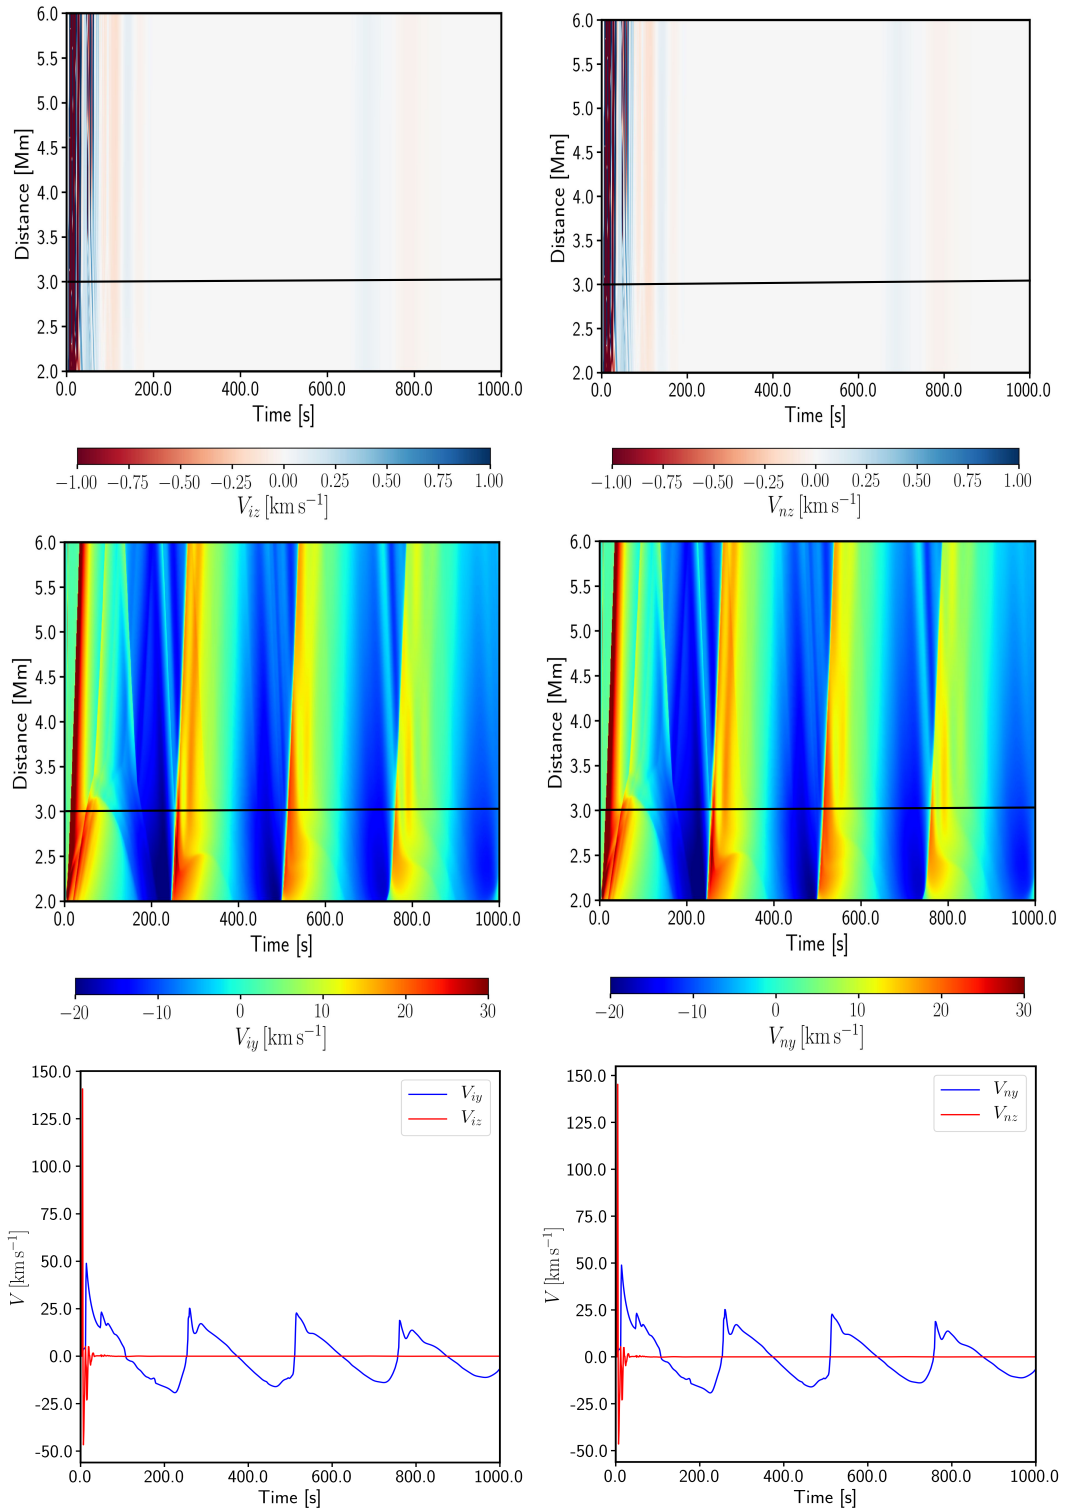 6.0
5.5
5.0
4.5
4.0
3.5
3.0
2.5
2.0
Distance [Mm]
0.0 200.0 400.0 600.0 800.0 1000.0
Time [s]
−1.00 −0.75 −0.50 −0.25 0.00 0.25 0.50 0.75 1.00
V_iz [km s⁻¹]
6.0
5.5
5.0
4.5
4.0
3.5
3.0
2.5
2.0
Distance [Mm]
0.0 200.0 400.0 600.0 800.0 1000.0
Time [s]
−1.00 −0.75 −0.50 −0.25 0.00 0.25 0.50 0.75 1.00
V_nz [km s⁻¹]
6.0
5.5
5.0
4.5
4.0
3.5
3.0
2.5
2.0
Distance [Mm]
0.0 200.0 400.0 600.0 800.0 1000.0
Time [s]
−20 −10 0 10 20 30
V_iy [km s⁻¹]
6.0
5.5
5.0
4.5
4.0
3.5
3.0
2.5
2.0
Distance [Mm]
0.0 200.0 400.0 600.0 800.0 1000.0
Time [s]
−20 −10 0 10 20 30
V_ny [km s⁻¹]
150.0
125.0
100.0
75.0
50.0
25.0
0.0
-25.0
-50.0
V [km s⁻¹]
V_iy
V_iz
0.0 200.0 400.0 600.0 800.0 1000.0
Time [s]
150.0
125.0
100.0
75.0
50.0
25.0
0.0
-25.0
-50.0
V [km s⁻¹]
V_ny
V_nz
0.0 200.0 400.0 600.0 800.0 1000.0
Time [s]